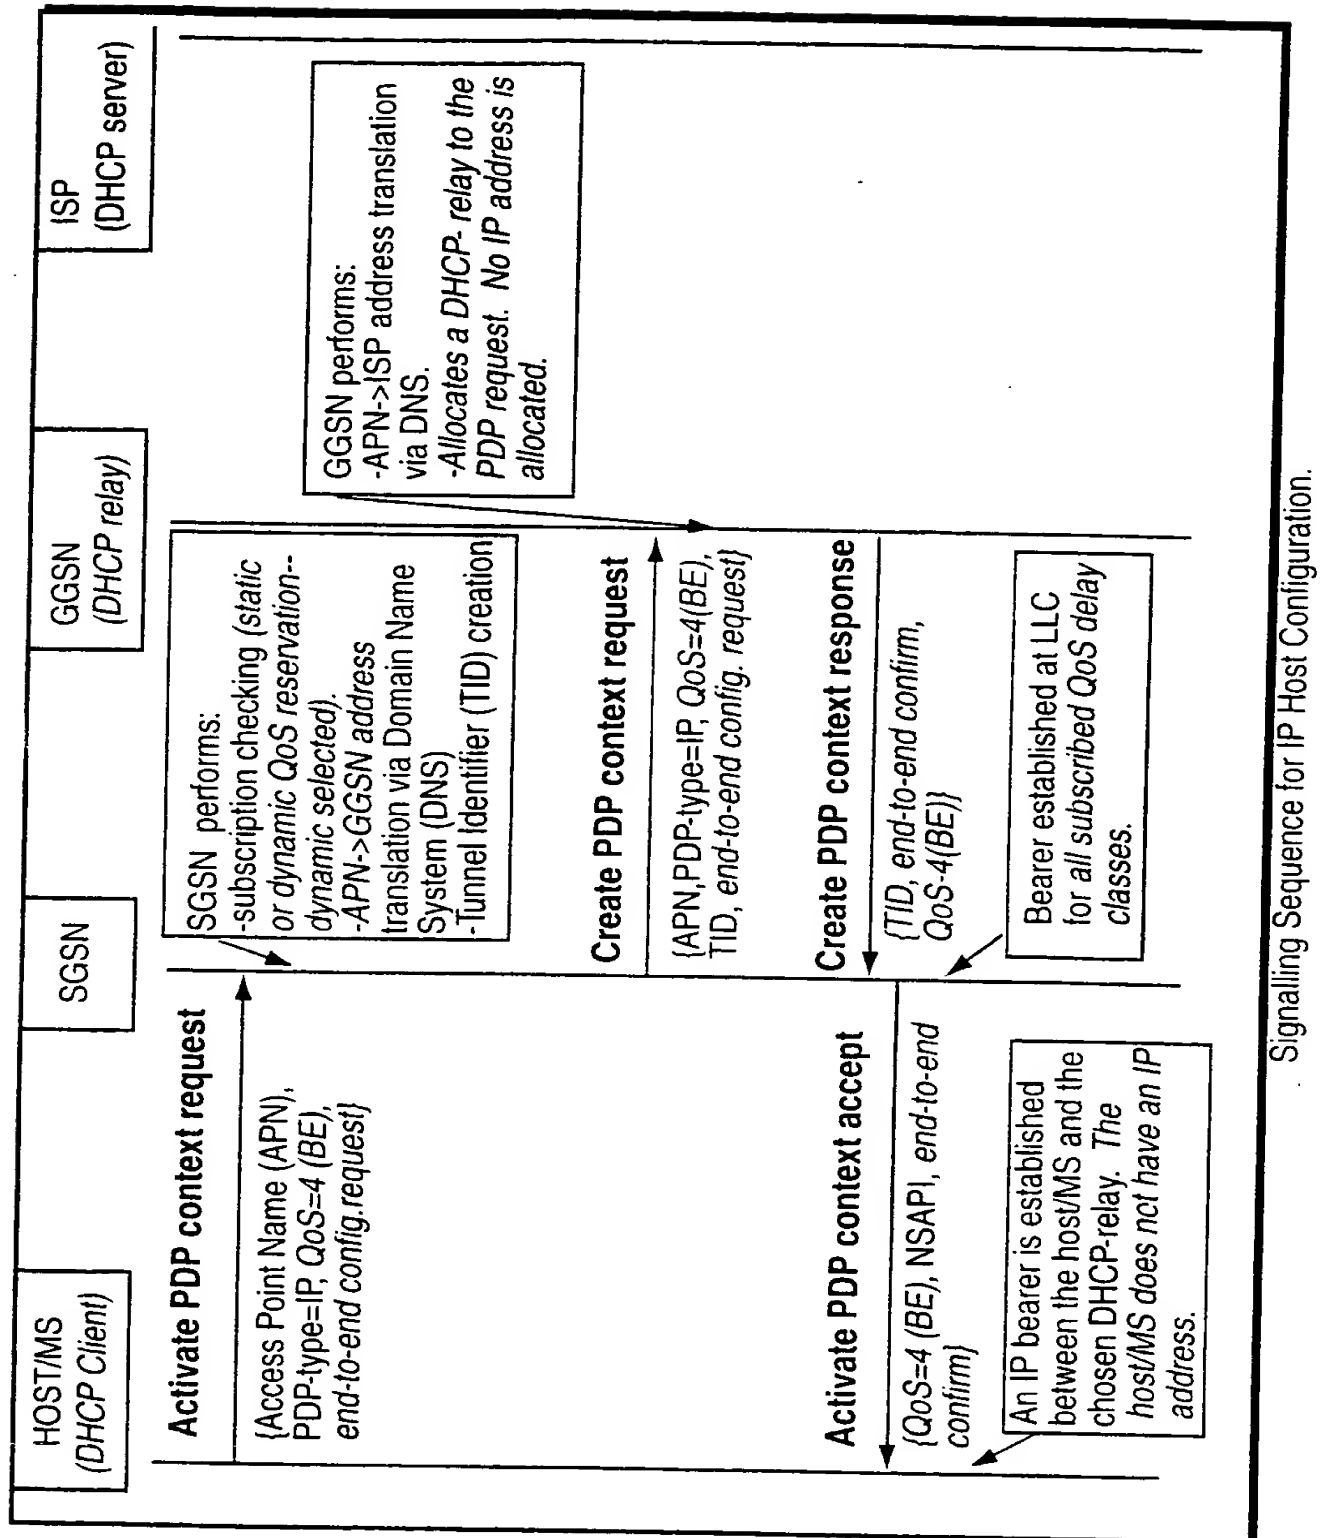 HOST/MS
(DHCP Client)
SGSN
GGSN
(DHCP relay)
ISP
(DHCP server)
Activate PDP context request
{Access Point Name (APN),
PDP-type=IP, QoS=4 (BE),
end-to-end config.request}
SGSN performs:
-subscription checking (static
or dynamic QoS reservation--
dynamic selected).
-APN->GGSN address
translation via Domain Name
System (DNS)
-Tunnel Identifier (TID) creation
Create PDP context request
{APN,PDP-type=IP, QoS=4(BE),
TID, end-to-end config. request}
GGSN performs:
-APN->ISP address translation
via DNS.
-Allocates a DHCP- relay to the
PDP request. No IP address is
allocated.
Create PDP context response
{TID, end-to-end confirm,
QoS-4(BE)}
Bearer established at LLC
for all subscribed QoS delay
classes.
Activate PDP context accept
{QoS=4 (BE), NSAPI, end-to-end
confirm}
An IP bearer is established
between the host/MS and the
chosen DHCP-relay. The
host/MS does not have an IP
address.
Signalling Sequence for IP Host Configuration.